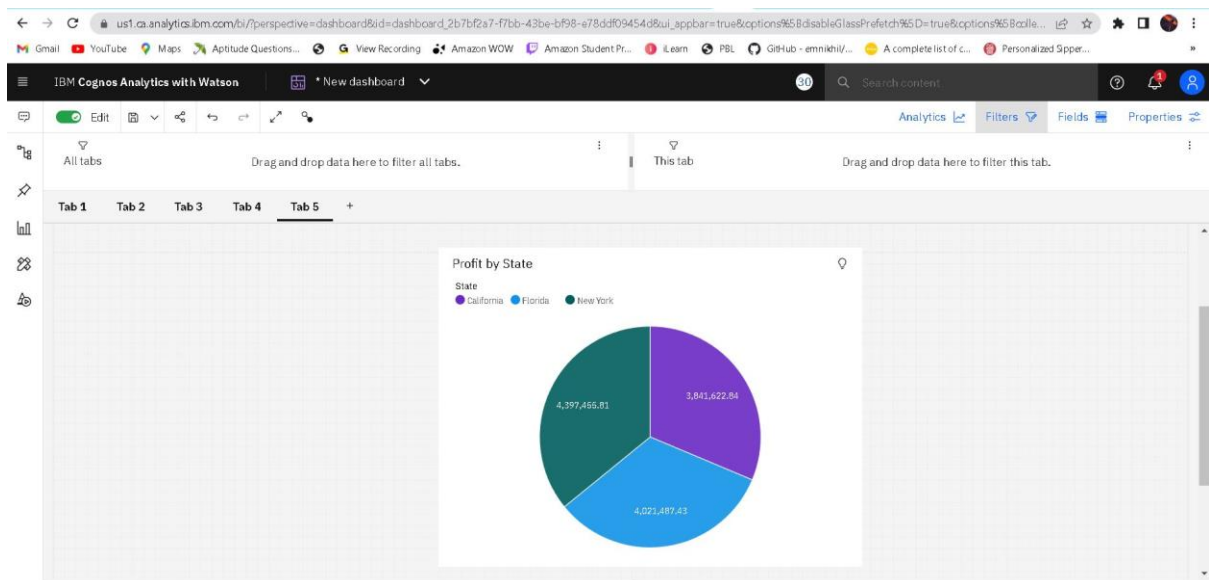 us1.ca.analytics.ibm.com/bi/?perspective=dashboard&id=dashboard_2b7bf2a7-f7bb-43be-bf98-e78ddf09454d&ui_appbar=true&options%5BdisableGlassPrefetch%5D=true&options%5Bcolle...
Gmail YouTube Maps Aptitude Questions... View Recording Amazon WOW Amazon Student Pr... iLearn PBL GitHub - emnikhil/... A complete list of c... Personalized Sipper... »
IBM Cognos Analytics with Watson * New dashboard 30 Search content 1
Edit Analytics Filters Fields Properties
All tabs Drag and drop data here to filter all tabs. This tab Drag and drop data here to filter this tab.
Tab 1 Tab 2 Tab 3 Tab 4 Tab 5 +
Profit by State
State
California Florida New York
3,841,622.84
4,397,455.81
4,021,487.43